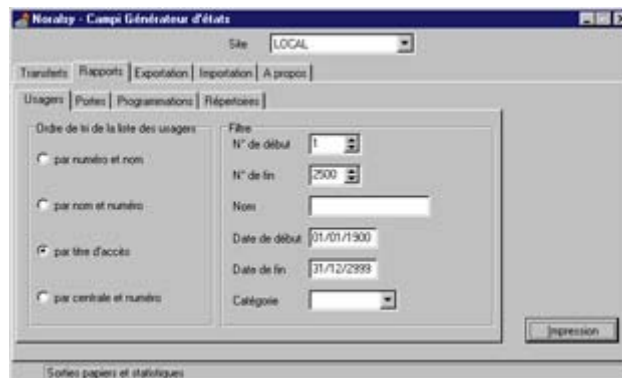 Noralsy - Campi Générateur d'états
Site LOCAL
Transferts Rapports Exportation Importation A propos
Usagers Portes Programmations Répertoires
Ordre de tri de la liste des usagers
par numéro et nom
par nom et numéro
par titre d'accès
par centrale et numéro
Filtre
N° de début 1
N° de fin 2500
Nom
Date de début 01/01/1900
Date de fin 31/12/2999
Catégorie
Impression
Sorties papiers et statistiques